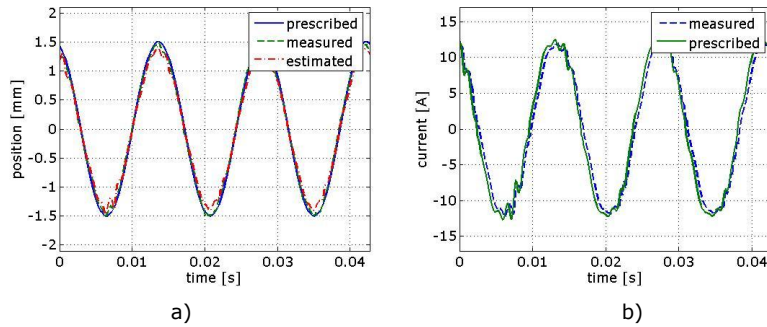 2
1.5
1
0.5
0
-0.5
-1
-1.5
-2
position [mm]
0
0.01
0.02
0.03
0.04
time [s]
prescribed
measured
estimated
a)
15
10
5
0
-5
-10
-15
current [A]
0
0.01
0.02
0.03
0.04
time [s]
measured
prescribed
b)